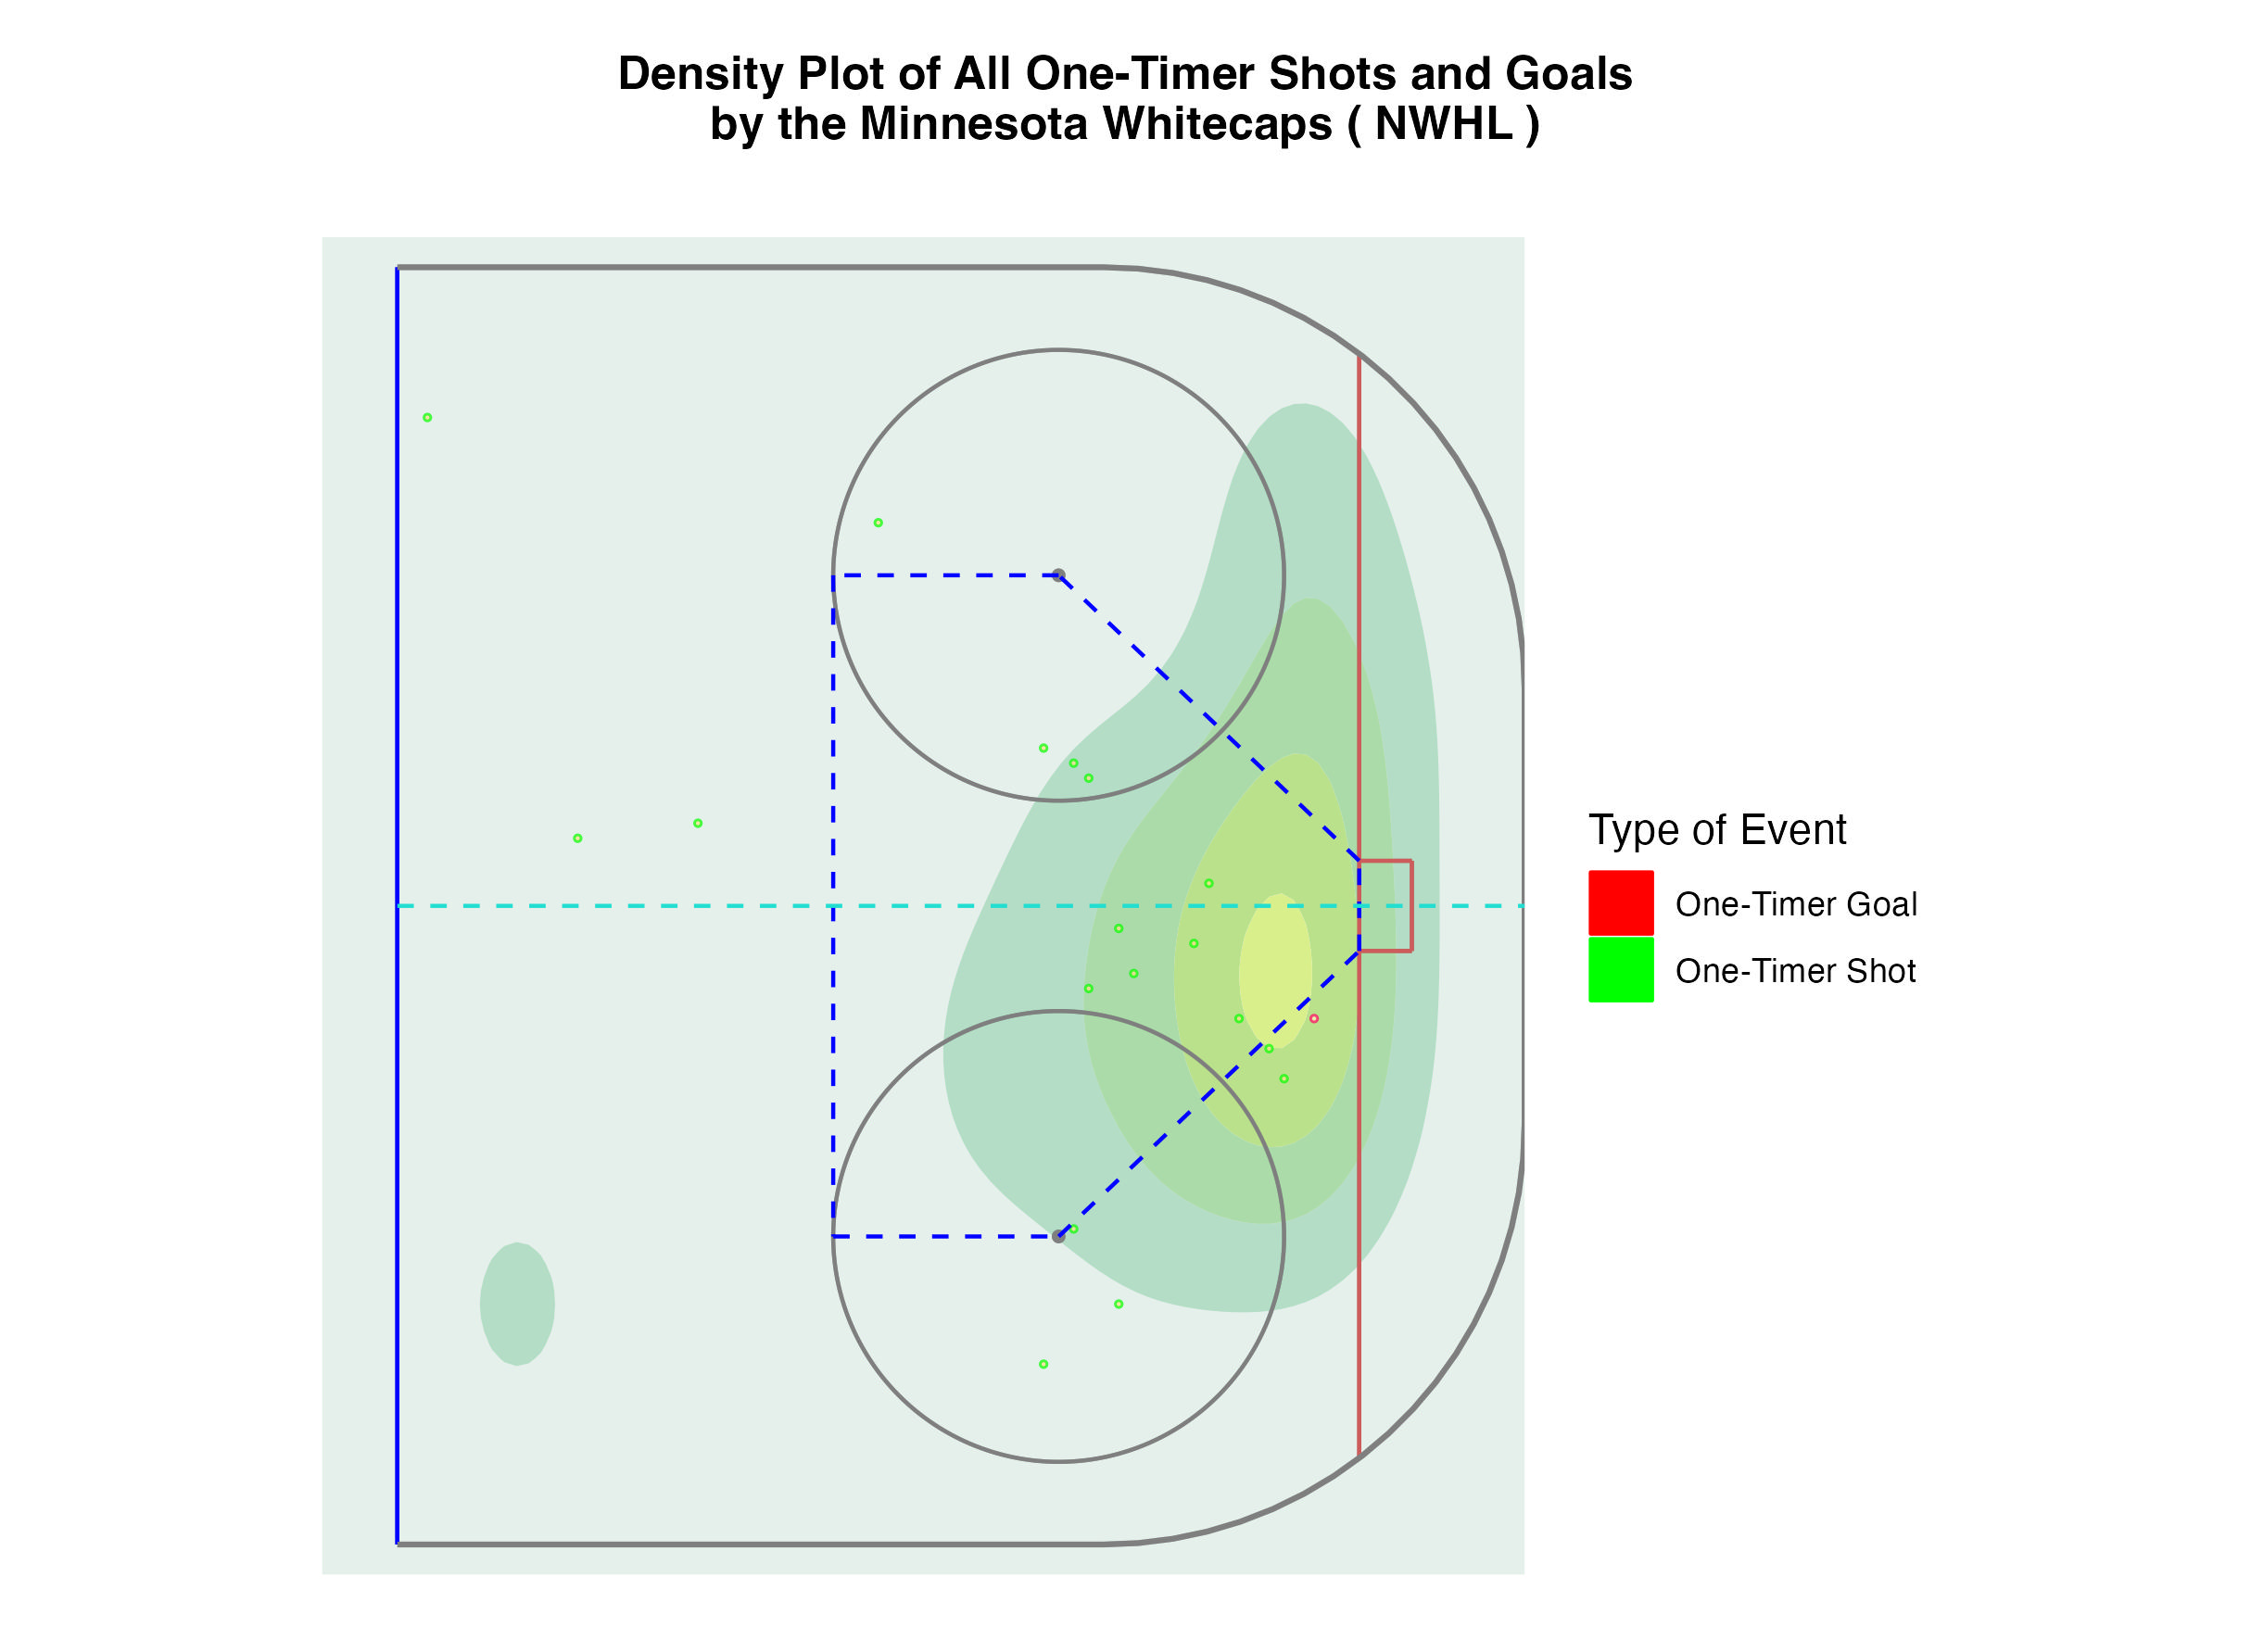 Density Plot of All One-Timer Shots and Goals
by the Minnesota Whitecaps ( NWHL )
Type of Event
One-Timer Goal
One-Timer Shot